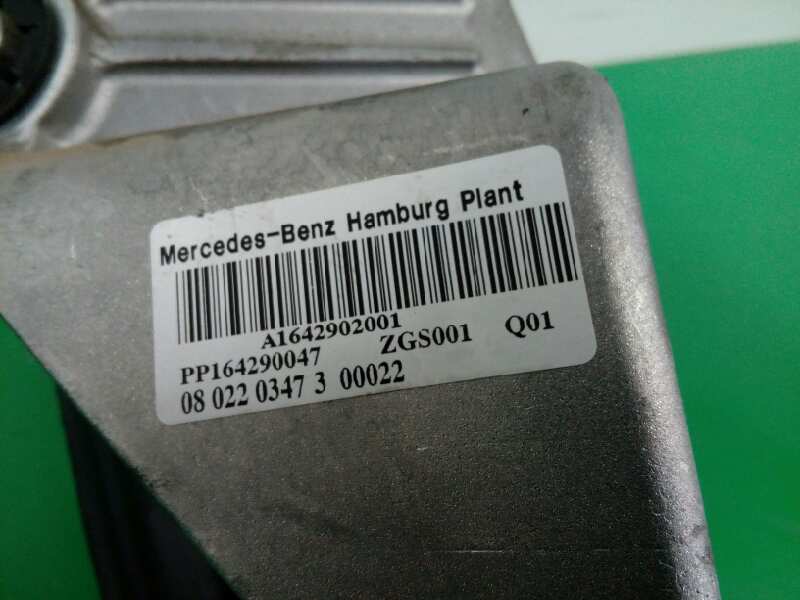 Mercedes-Benz Hamburg Plant
A1642902001
PP164290047 ZGS001 Q01
08 022 0347 3 00022